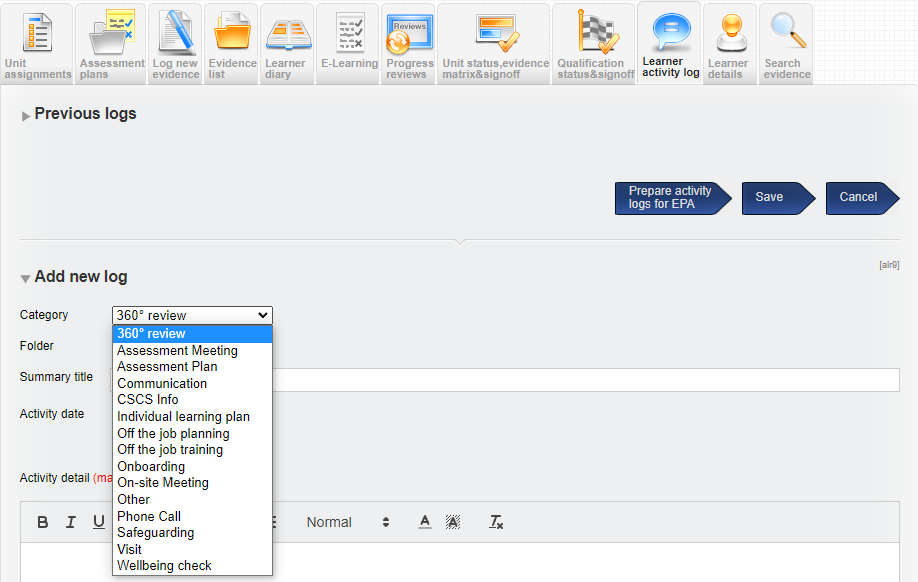 Unit
assignments
Assessment
plans
Log new
evidence
Evidence
list
Learner
diary
E-Learning
Reviews
Progress
reviews
Unit status,evidence
matrix&signoff
Qualification
status&signoff
Learner
activity log
Learner
details
Search
evidence
Previous logs
Prepare activity
logs for EPA
Save
Cancel
[alr9]
Add new log
Category
360° review
360° review
Folder
Assessment Meeting
Assessment Plan
Summary title
Communication
CSCS Info
Activity date
Individual learning plan
Off the job planning
Off the job training
Onboarding
Activity detail (ma
On-site Meeting
Other
Phone Call
Safeguarding
Visit
Wellbeing check
B I U Normal A A Tx